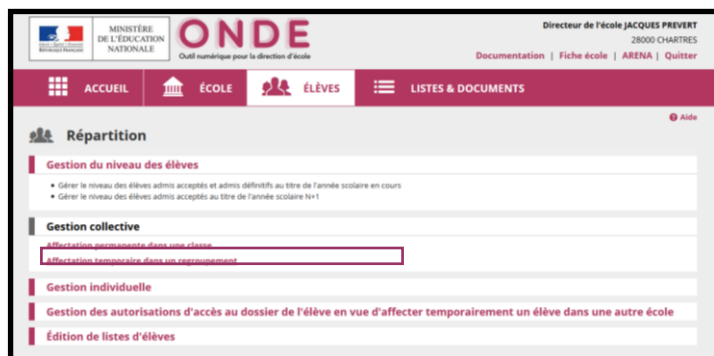 MINISTÈRE
DE L'ÉDUCATION
NATIONALE
ONDE
Outil numérique pour la direction d'école
Directeur de l'école JACQUES PREVERT
28000 CHARTRES
Documentation | Fiche école | ARENA | Quitter
ACCUEIL ÉCOLE ÉLÈVES LISTES & DOCUMENTS
Aide
Répartition
Gestion du niveau des élèves
• Gérer le niveau des élèves admis acceptés et admis définitifs au titre de l'année scolaire en cours
• Gérer le niveau des élèves admis acceptés au titre de l'année scolaire N+1
Gestion collective
Affectation permanente dans une classe
Affectation temporaire dans un regroupement
Gestion individuelle
Gestion des autorisations d'accès au dossier de l'élève en vue d'affecter temporairement un élève dans une autre école
Édition de listes d'élèves